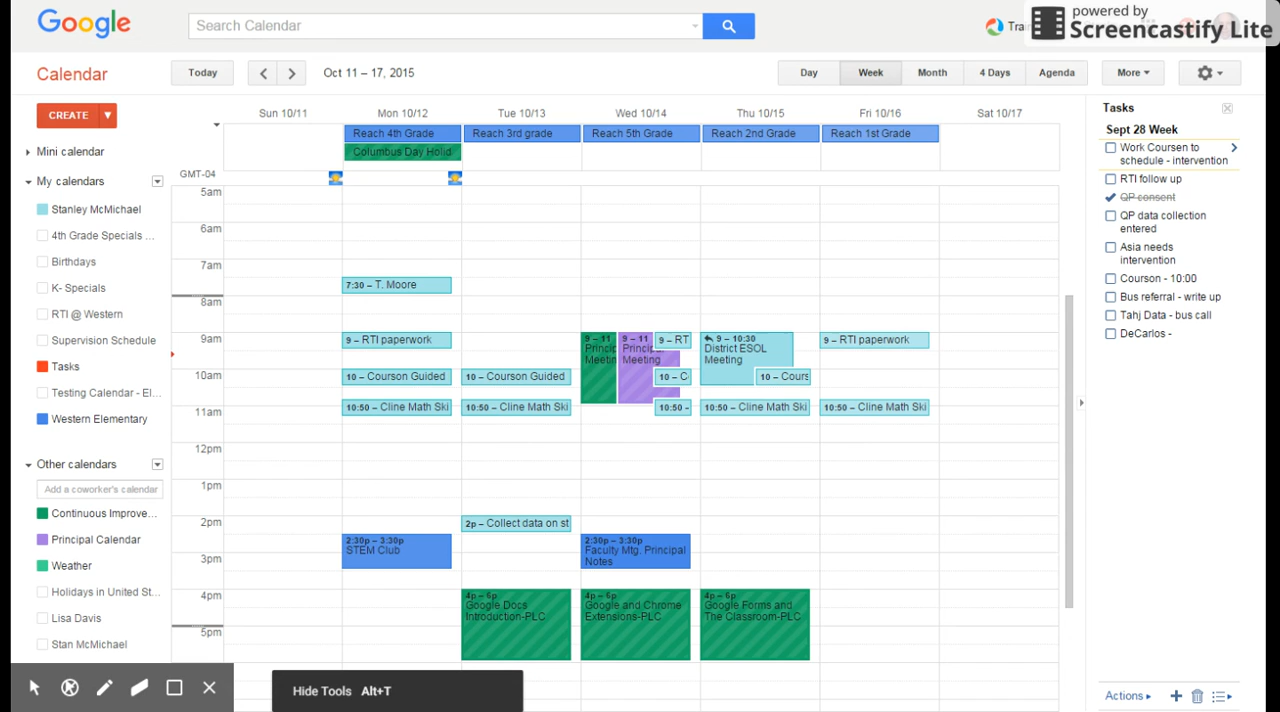 Google
Search Calendar
Trai
powered by
Screencastify Lite
Calendar
Today
Oct 11 – 17, 2015
Day
Week
Month
4 Days
Agenda
More
CREATE
Mini calendar
My calendars
Stanley McMichael
4th Grade Specials ...
Birthdays
K- Specials
RTI @ Western
Supervision Schedule
Tasks
Testing Calendar - El...
Western Elementary
Other calendars
Add a coworker's calendar
Continuous Improve...
Principal Calendar
Weather
Holidays in United St...
Lisa Davis
Stan McMichael
Sun 10/11
Mon 10/12
Tue 10/13
Wed 10/14
Thu 10/15
Fri 10/16
Sat 10/17
Reach 4th Grade
Reach 3rd grade
Reach 5th Grade
Reach 2nd Grade
Reach 1st Grade
Columbus Day Holid
GMT-04
5am
6am
7am
7:30 – T. Moore
8am
9am
9 – RTI paperwork
9 – 11
Princip
Meetin
9 – 11
Princip
Meeting
9 – RT
9 – 10:30
District ESOL
Meeting
9 – RTI paperwork
10am
10 – Courson Guided
10 – Courson Guided
10 – C
10 – Cours
11am
10:50 – Cline Math Ski
10:50 – Cline Math Ski
10:50 –
10:50 – Cline Math Ski
10:50 – Cline Math Ski
12pm
1pm
2pm
2p – Collect data on st
2:30p – 3:30p
STEM Club
2:30p – 3:30p
Faculty Mtg. Principal
Notes
3pm
4pm
4p – 6p
Google Docs
Introduction-PLC
4p – 6p
Google and Chrome
Extensions-PLC
4p – 6p
Google Forms and
The Classroom-PLC
5pm
Tasks
Sept 28 Week
Work Coursen to
schedule - intervention
RTI follow up
QP consent
QP data collection
entered
Asia needs
intervention
Courson - 10:00
Bus referral - write up
Tahj Data - bus call
DeCarlos -
Actions
Hide Tools Alt+T